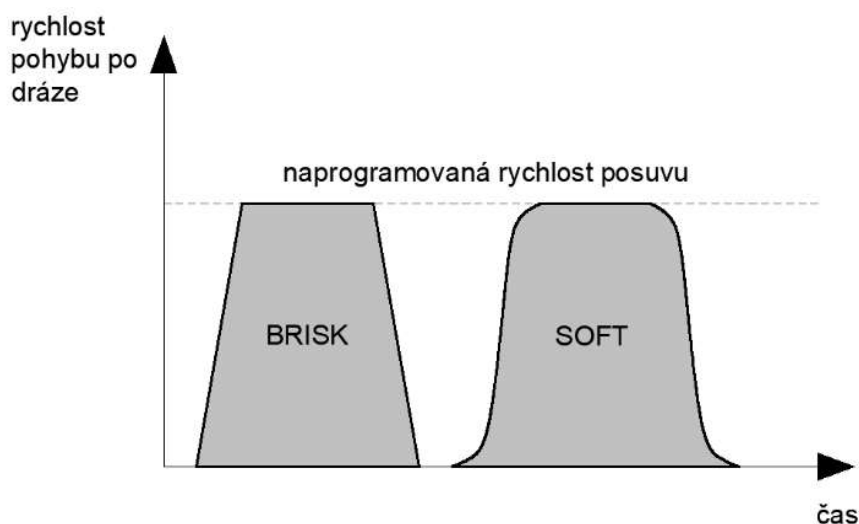 rychlost
pohybu po
dráze
naprogramovaná rychlost posuvu
BRISK
SOFT
čas